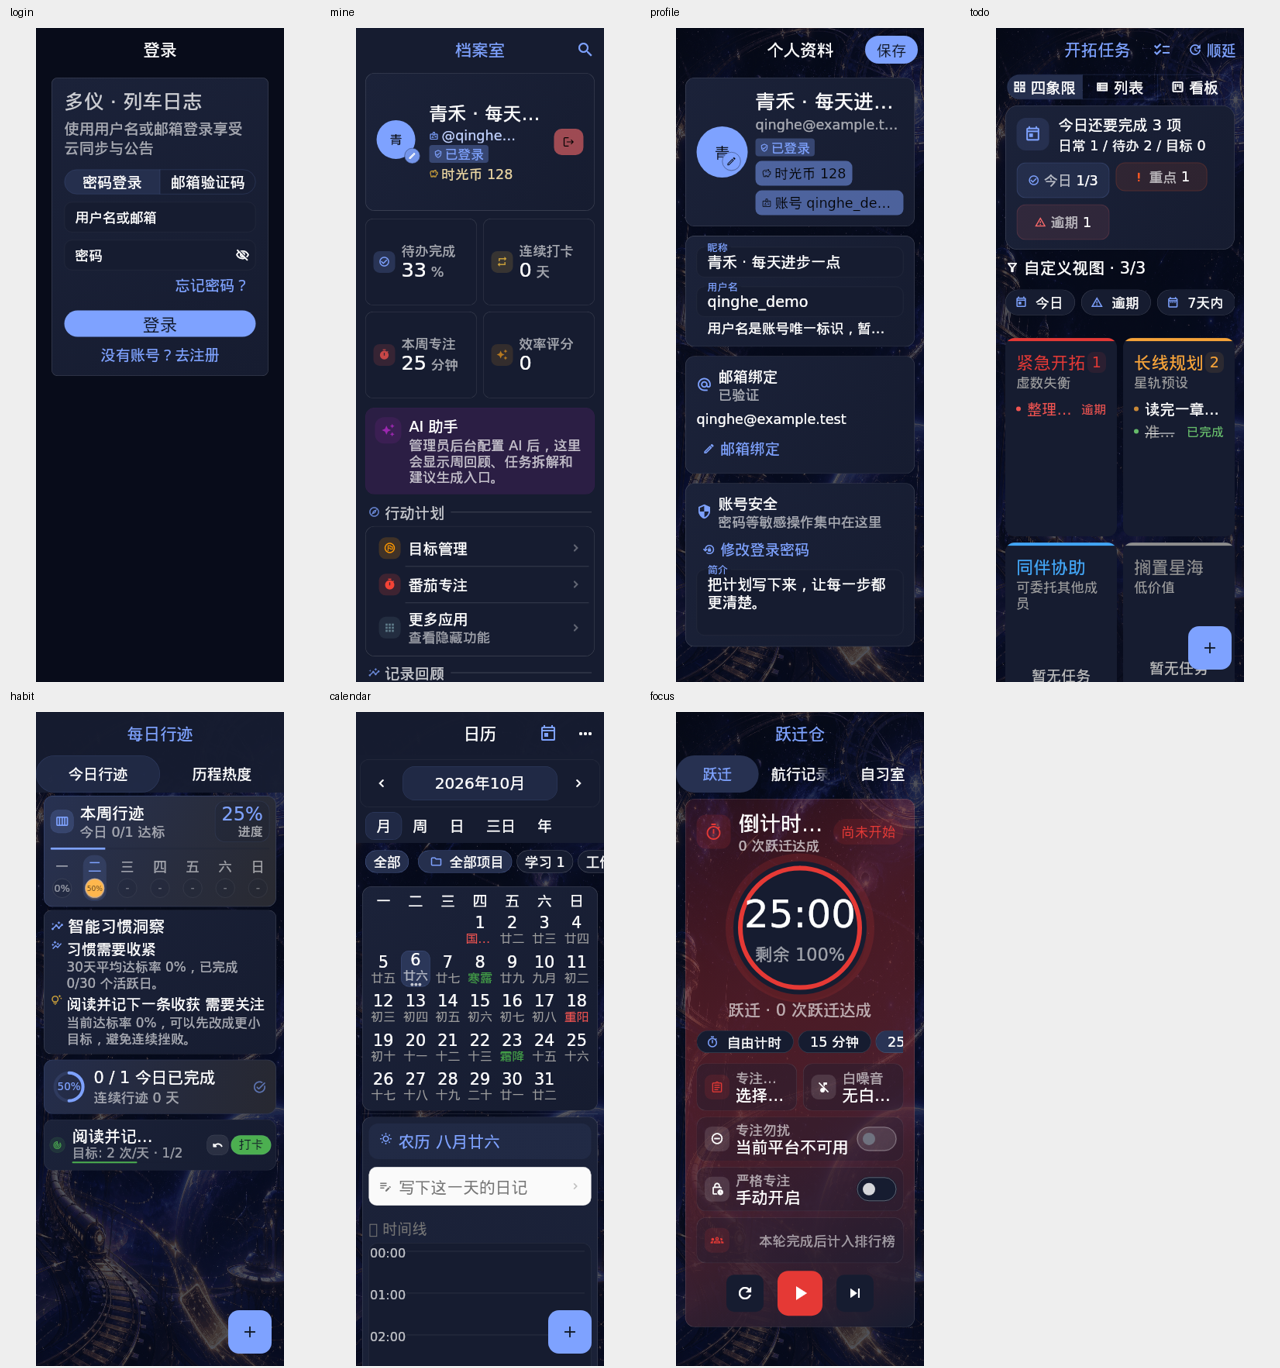 login
登录
多仪 · 列车日志
使用用户名或邮箱登录享受
云同步与公告
密码登录
邮箱验证码
用户名或邮箱
密码
忘记密码？
登录
没有账号？去注册
mine
档案室
青
青禾 · 每天...
@qinghe...
已登录
时光币 128
待办完成
33 %
连续打卡
0 天
本周专注
25 分钟
效率评分
0
AI 助手
管理员后台配置 AI 后，这里
会显示周回顾、任务拆解和
建议生成入口。
行动计划
目标管理
番茄专注
更多应用
查看隐藏功能
记录回顾
profile
个人资料
保存
青
青禾 · 每天进...
qinghe@example.t...
已登录
时光币 128
账号 qinghe_de...
昵称
青禾 · 每天进步一点
用户名
qinghe_demo
用户名是账号唯一标识，暂...
邮箱绑定
已验证
qinghe@example.test
邮箱绑定
账号安全
密码等敏感操作集中在这里
修改登录密码
简介
把计划写下来，让每一步都
更清楚。
todo
开拓任务
顺延
四象限
列表
看板
今日还要完成 3 项
日常 1 / 待办 2 / 目标 0
今日 1/3
重点 1
逾期 1
自定义视图 · 3/3
今日
逾期
7天内
紧急开拓 1
虚数失衡
整理... 逾期
长线规划 2
星轨预设
读完一章...
准... 已完成
同伴协助
可委托其他成
员
暂无任务
搁置星海
低价值
暂无任务
+
habit
每日行迹
今日行迹
历程热度
本周行迹
今日 0/1 达标
25%
进度
一 二 三 四 五 六 日
0% 50% - - - - -
智能习惯洞察
习惯需要收紧
30天平均达标率 0%，已完成
0/30 个活跃日。
阅读并记下一条收获 需要关注
当前达标率 0%，可以先改成更小
目标，避免连续挫败。
50%
0 / 1 今日已完成
连续行迹 0 天
阅读并记...
目标: 2 次/天 · 1/2
打卡
+
calendar
日历
2026年10月
月 周 日 三日 年
全部
全部项目
学习 1
工作
一 二 三 四 五 六 日
1 2 3 4
国... 廿二 廿三 廿四
5 6 7 8 9 10 11
廿五 廿六 廿七 寒露 廿九 九月 初二
12 13 14 15 16 17 18
初三 初四 初五 初六 初七 初八 重阳
19 20 21 22 23 24 25
初十 十一 十二 十三 霜降 十五 十六
26 27 28 29 30 31
十七 十八 十九 二十 廿一 廿二
农历 八月廿六
写下这一天的日记
时间线
00:00
01:00
02:00
+
focus
跃迁仓
跃迁
航行记录
自习室
倒计时...
0 次跃迁达成
尚未开始
25:00
剩余 100%
跃迁 · 0 次跃迁达成
自由计时
15 分钟
25
专注...
选择...
白噪音
无白...
专注勿扰
当前平台不可用
严格专注
手动开启
本轮完成后计入排行榜